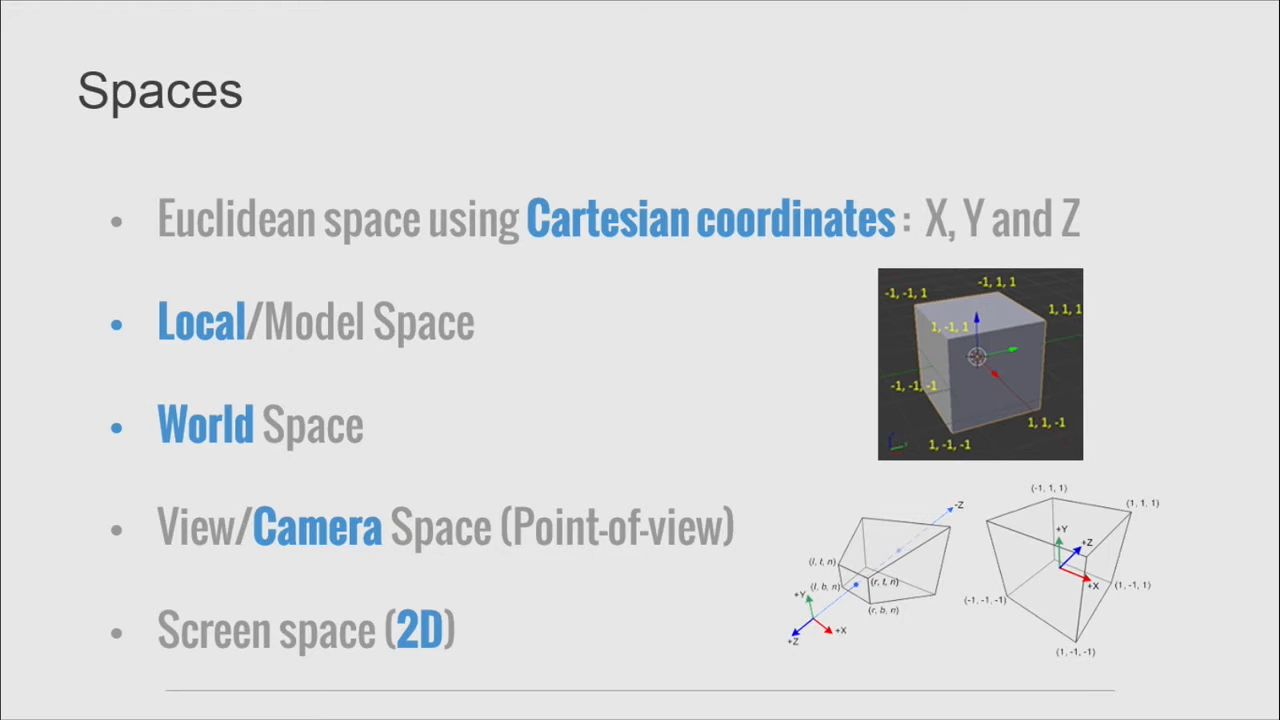 Spaces
• Euclidean space using Cartesian coordinates : X, Y and Z
• Local/Model Space
• World Space
• View/Camera Space (Point-of-view)
• Screen space (2D)
-1, 1, 1
-1, -1, 1
1, 1, 1
1, -1, 1
-1, -1, -1
1, 1, -1
1, -1, -1
-Z
(l, t, n)
(l, b, n)
(r, t, n)
(r, b, n)
+Y
+X
+Z
(-1, 1, 1)
(1, 1, 1)
+Y
+Z
+X
(1, -1, 1)
(-1, -1, -1)
(1, -1, -1)